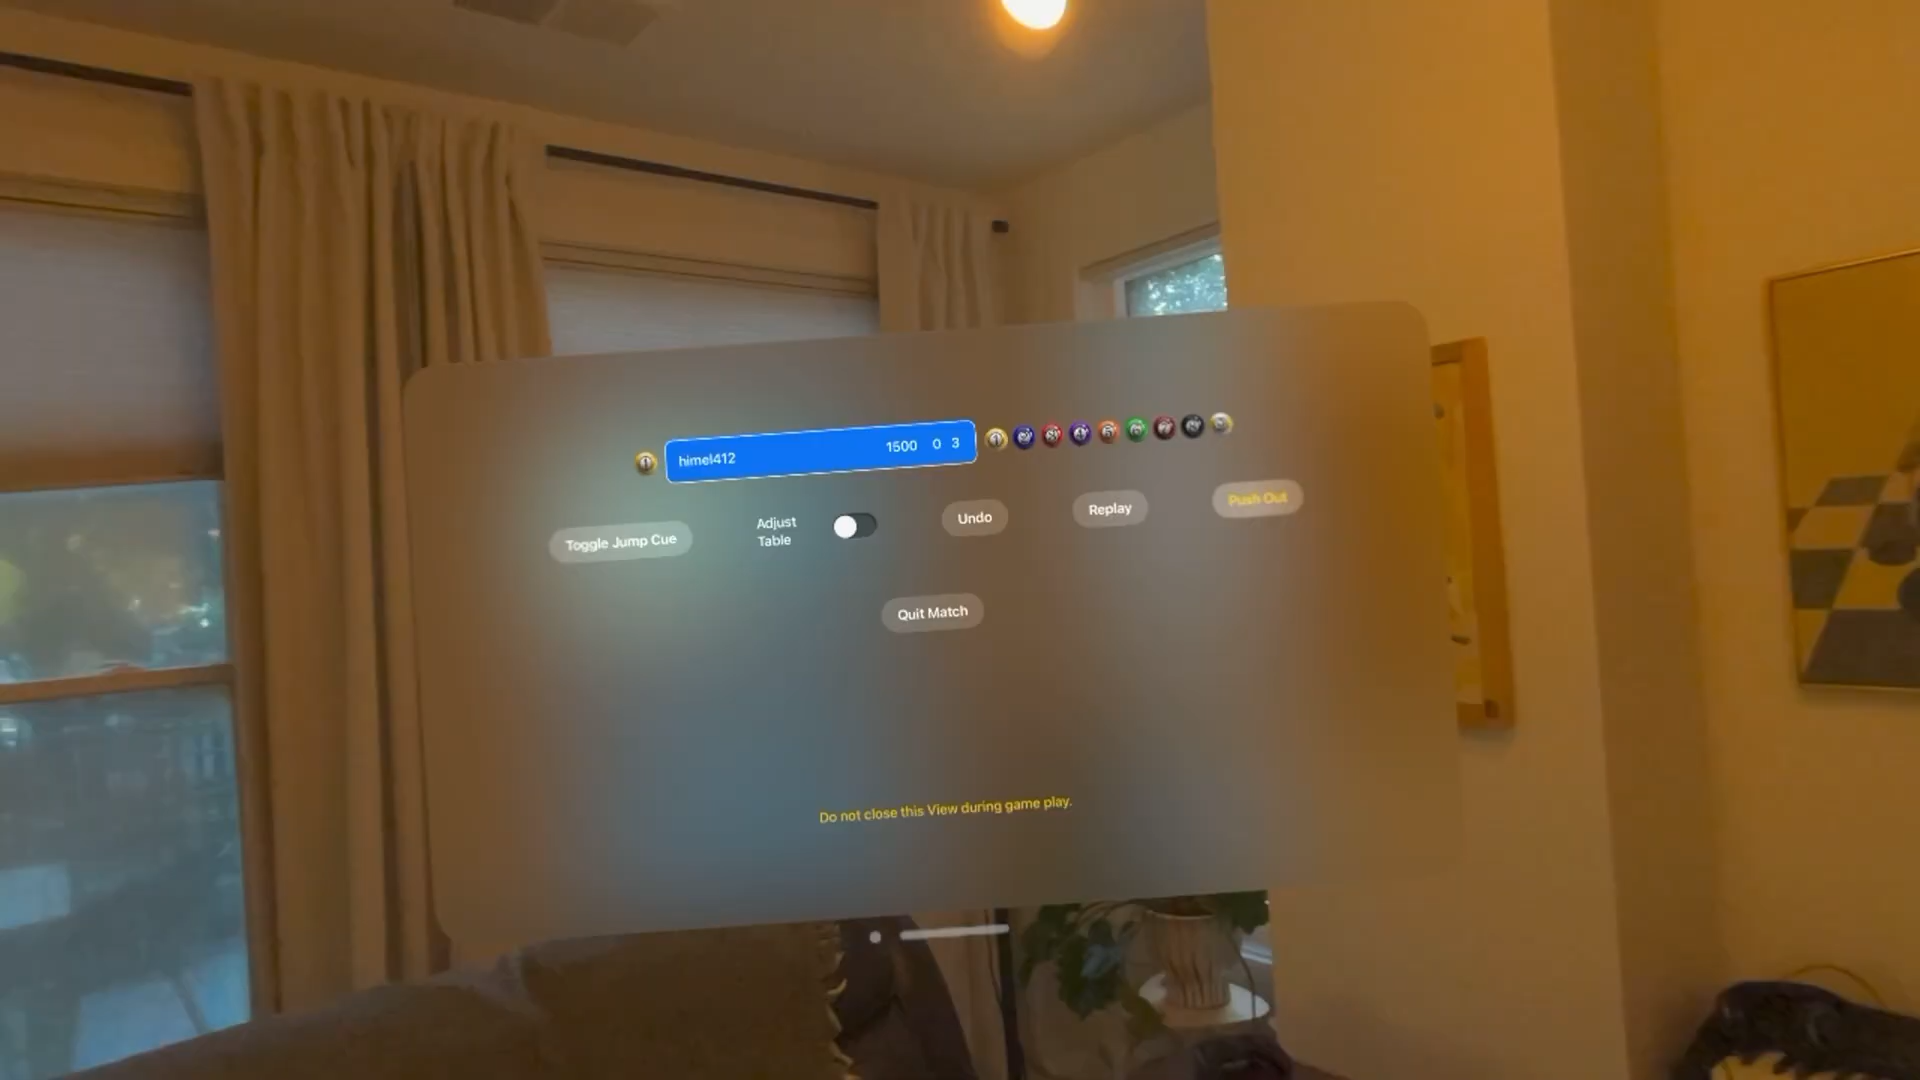 himel412 1500 0 3
Toggle Jump Cue
Adjust
Table
Undo
Replay
Push Out
Quit Match
Do not close this View during game play.